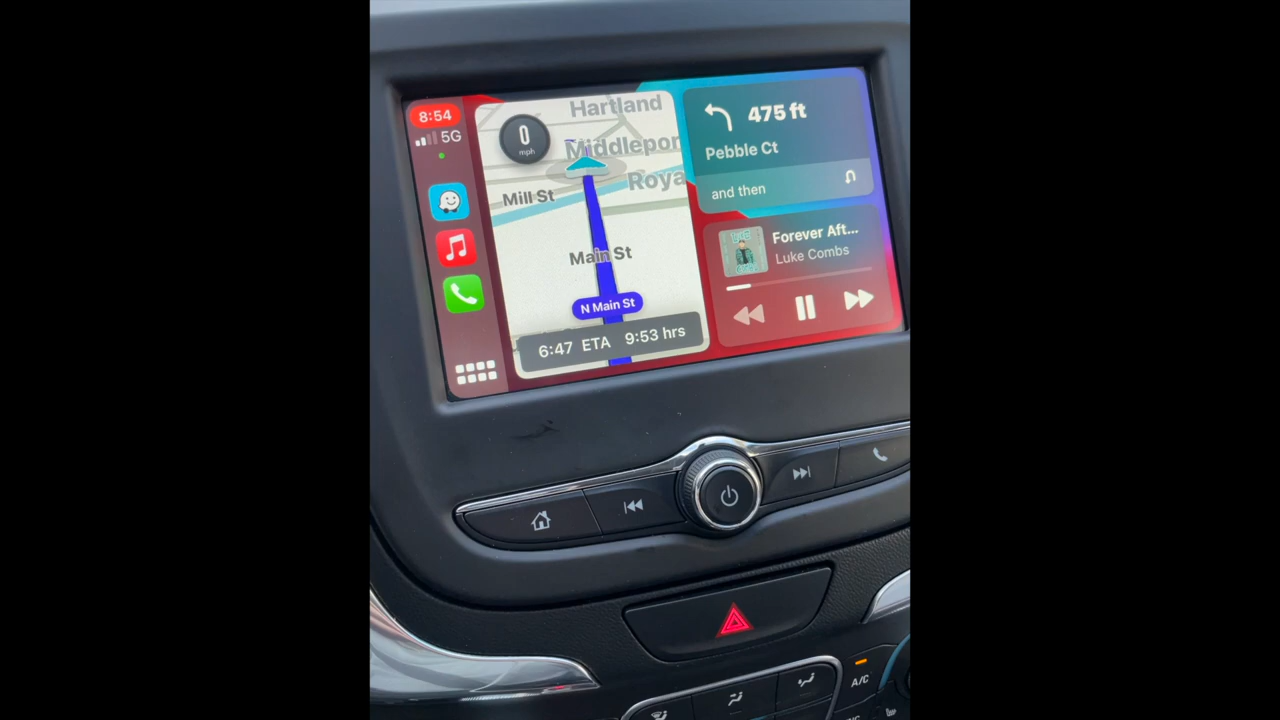 8:54
5G
0
mph
Hartland
Middlepor
Roya
Mill St
Main St
N Main St
6:47 ETA 9:53 hrs
475 ft
Pebble Ct
and then
Forever Aft...
Luke Combs
A/C